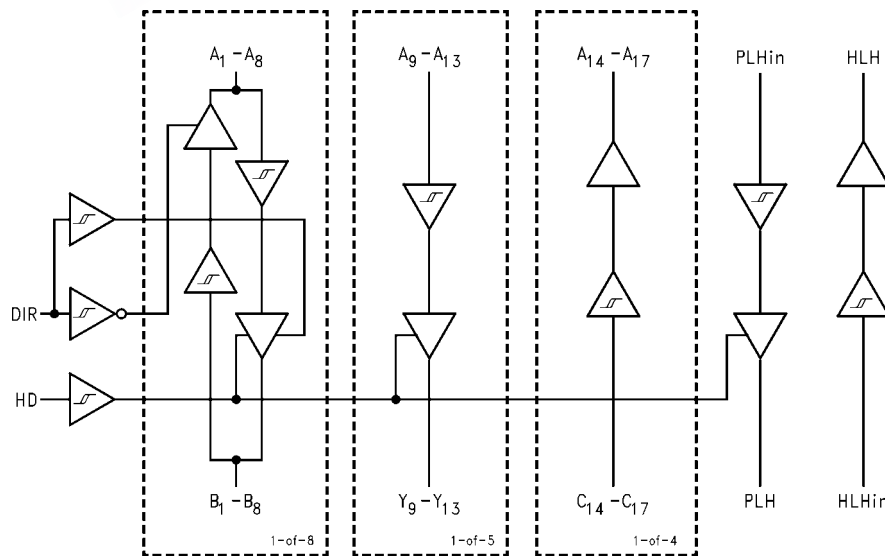 A₁–A₈ A₉–A₁₃ A₁₄–A₁₇ PLHin HLH
DIR
HD
B₁–B₈ Y₉–Y₁₃ C₁₄–C₁₇ PLH HLHin
1-of-8 1-of-5 1-of-4